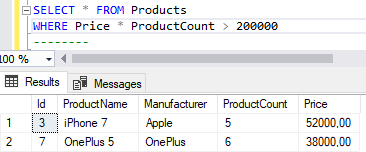 SELECT * FROM Products
WHERE Price * ProductCount > 200000
--------
00 %
Results Messages
Id ProductName Manufacturer ProductCount Price
1 3 iPhone 7 Apple 5 52000,00
2 7 OnePlus 5 OnePlus 6 38000,00